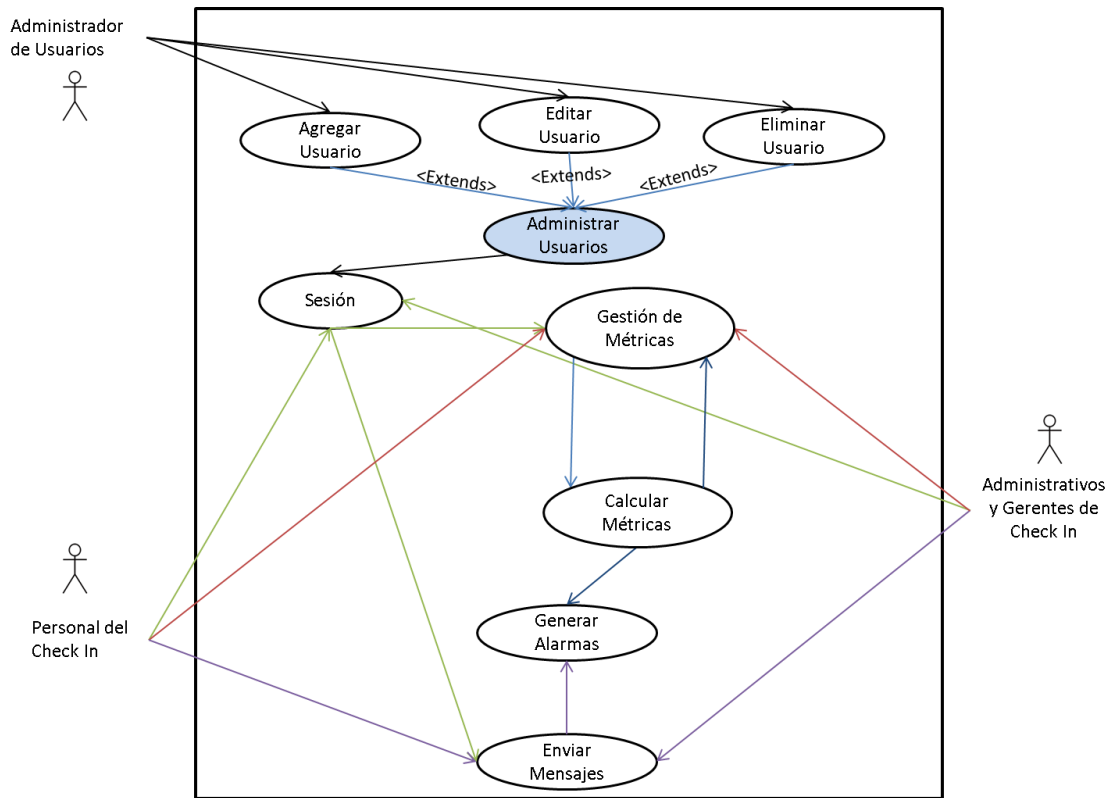 Administrador
de Usuarios
Agregar
Usuario
Editar
Usuario
Eliminar
Usuario
<Extends>
<Extends>
<Extends>
Administrar
Usuarios
Sesión
Gestión de
Métricas
Calcular
Métricas
Administrativos
y Gerentes de
Check In
Personal del
Check In
Generar
Alarmas
Enviar
Mensajes